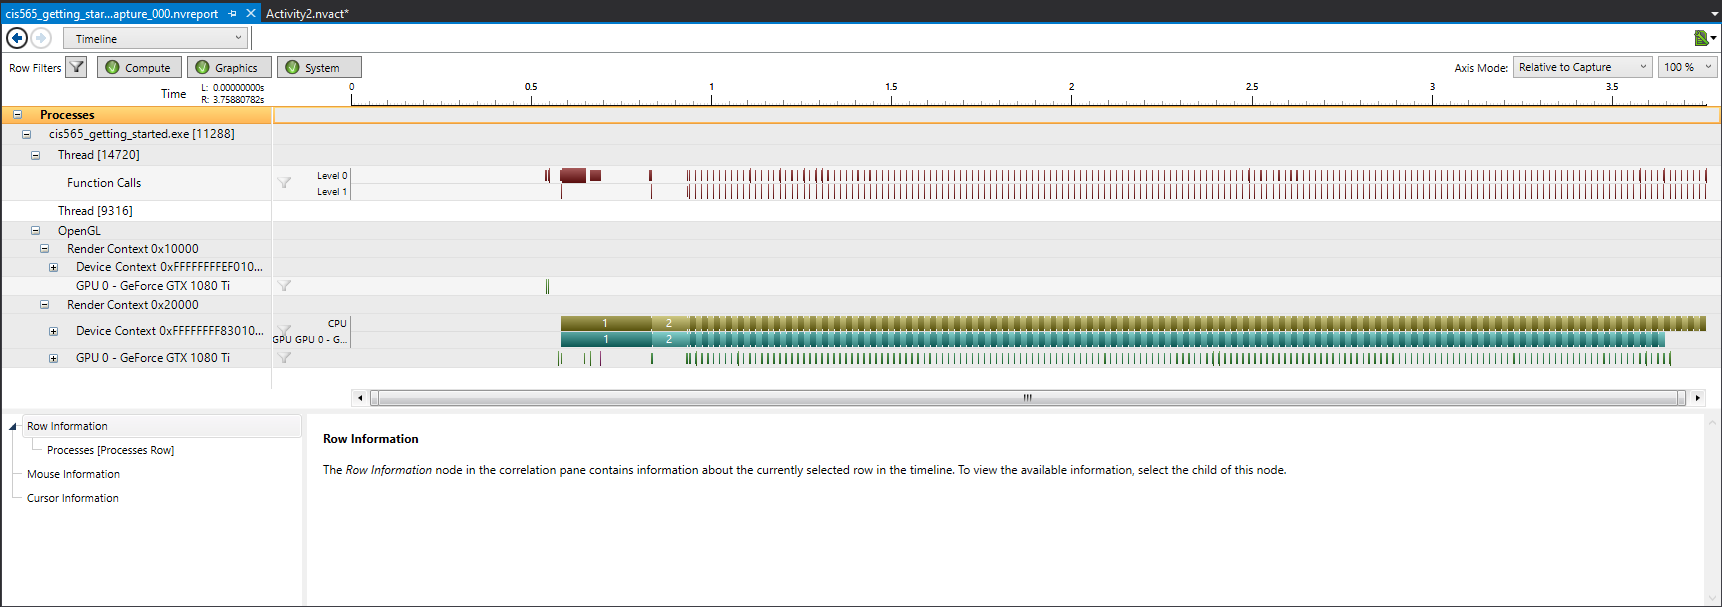 cis565_getting_star...apture_000.nvreport
Activity2.nvact*
Timeline
Row Filters
Compute
Graphics
System
Axis Mode:
Relative to Capture
100 %
Time
L: 0.00000000s
R: 3.75880782s
0 0.5 1 1.5 2 2.5 3 3.5
Processes
cis565_getting_started.exe [11288]
Thread [14720]
Function Calls
Level 0
Level 1
Thread [9316]
OpenGL
Render Context 0x10000
Device Context 0xFFFFFFFFEF010...
GPU 0 - GeForce GTX 1080 Ti
Render Context 0x20000
Device Context 0xFFFFFFFF83010...
CPU
1 2
GPU GPU 0 - G...
1 2
GPU 0 - GeForce GTX 1080 Ti
Row Information
Processes [Processes Row]
Mouse Information
Cursor Information
Row Information
The Row Information node in the correlation pane contains information about the currently selected row in the timeline. To view the available information, select the child of this node.